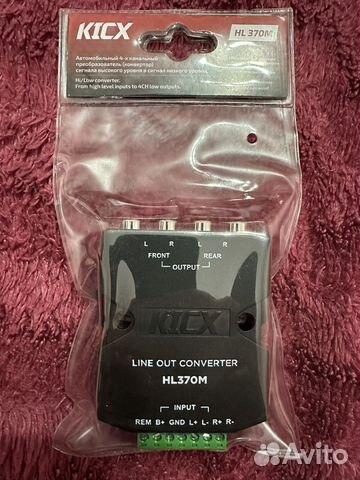 KICX
HL 370M
Автомобильный 4-х канальный
преобразователь (конвертор)
сигнала высокого уровня в сигнал низкого уровня.
Hi/Low converter.
From high level inputs to 4CH low outputs.
L R L R
FRONT REAR
OUTPUT
KICX
LINE OUT CONVERTER
HL370M
INPUT
REM B+ GND L+ L- R+ R-
Avito